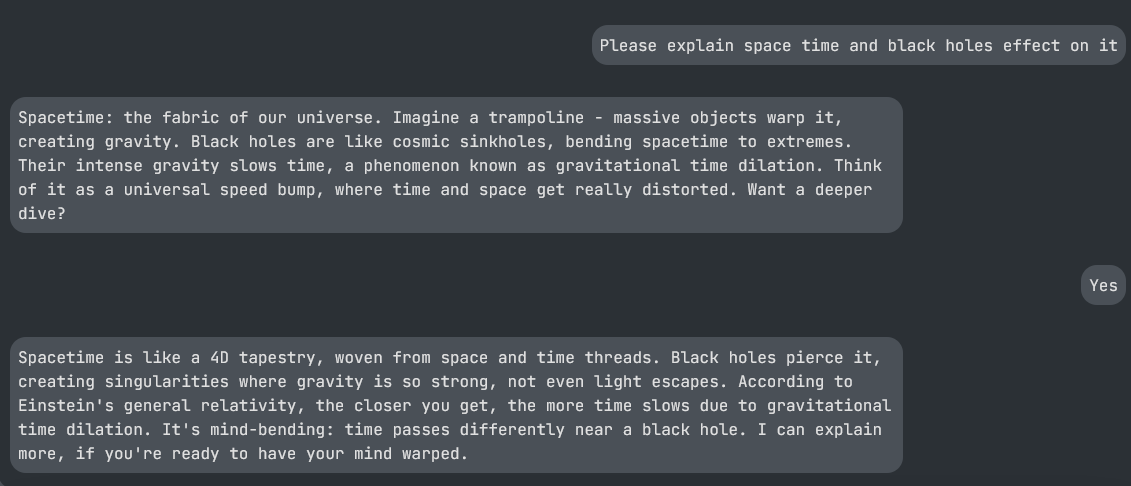 Please explain space time and black holes effect on it
Spacetime: the fabric of our universe. Imagine a trampoline - massive objects warp it,
creating gravity. Black holes are like cosmic sinkholes, bending spacetime to extremes.
Their intense gravity slows time, a phenomenon known as gravitational time dilation. Think
of it as a universal speed bump, where time and space get really distorted. Want a deeper
dive?
Yes
Spacetime is like a 4D tapestry, woven from space and time threads. Black holes pierce it,
creating singularities where gravity is so strong, not even light escapes. According to
Einstein's general relativity, the closer you get, the more time slows due to gravitational
time dilation. It's mind-bending: time passes differently near a black hole. I can explain
more, if you're ready to have your mind warped.